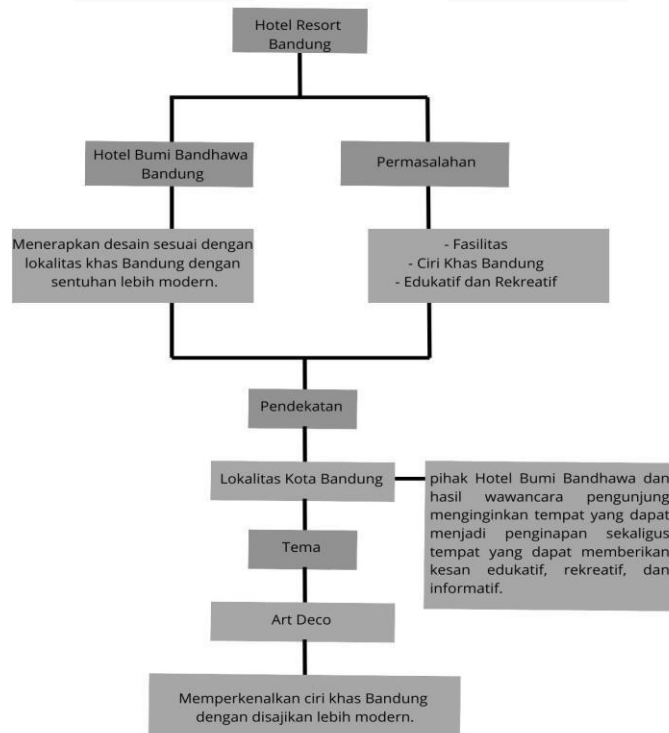 Hotel Resort
Bandung
Hotel Bumi Bandhawa
Bandung
Permasalahan
Menerapkan desain sesuai dengan
lokalitas khas Bandung dengan
sentuhan lebih modern.
- Fasilitas
- Ciri Khas Bandung
- Edukatif dan Rekreatif
Pendekatan
Lokalitas Kota Bandung
pihak Hotel Bumi Bandhawa dan
hasil wawancara pengunjung
menginginkan tempat yang dapat
menjadi penginapan sekaligus
tempat yang dapat memberikan
kesan edukatif, rekreatif, dan
informatif.
Tema
Art Deco
Memperkenalkan ciri khas Bandung
dengan disajikan lebih modern.